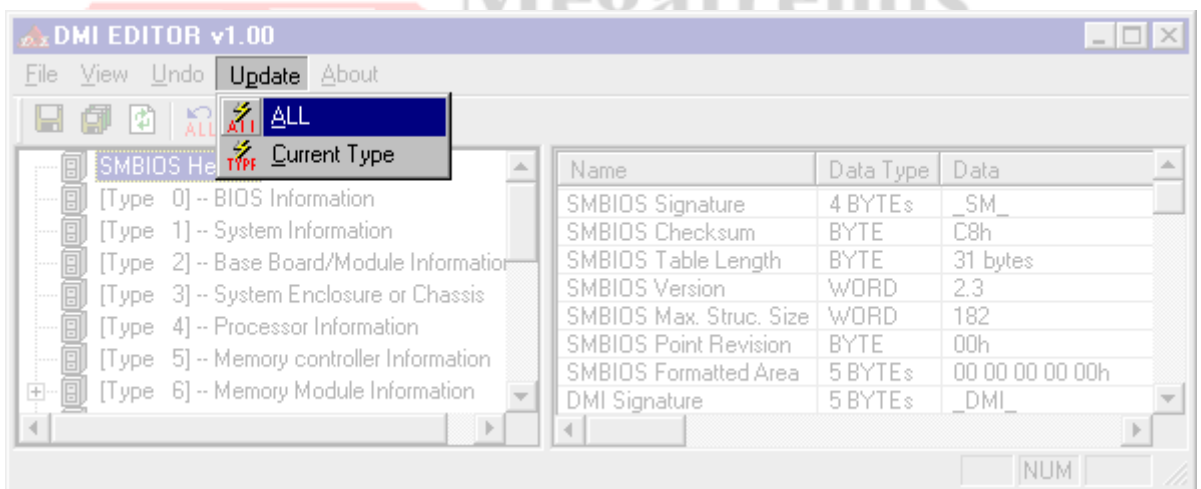 MEGATRENDS
DMI EDITOR v1.00
File View Undo Update About
ALL
ALL ALL
TYPE Current Type
SMBIOS He
[Type 0] -- BIOS Information
[Type 1] -- System Information
[Type 2] -- Base Board/Module Information
[Type 3] -- System Enclosure or Chassis
[Type 4] -- Processor Information
[Type 5] -- Memory controller Information
[Type 6] -- Memory Module Information
Name Data Type Data
SMBIOS Signature 4 BYTEs _SM_
SMBIOS Checksum BYTE C8h
SMBIOS Table Length BYTE 31 bytes
SMBIOS Version WORD 2.3
SMBIOS Max. Struc. Size WORD 182
SMBIOS Point Revision BYTE 00h
SMBIOS Formatted Area 5 BYTEs 00 00 00 00 00h
DMI Signature 5 BYTEs _DMI_
NUM